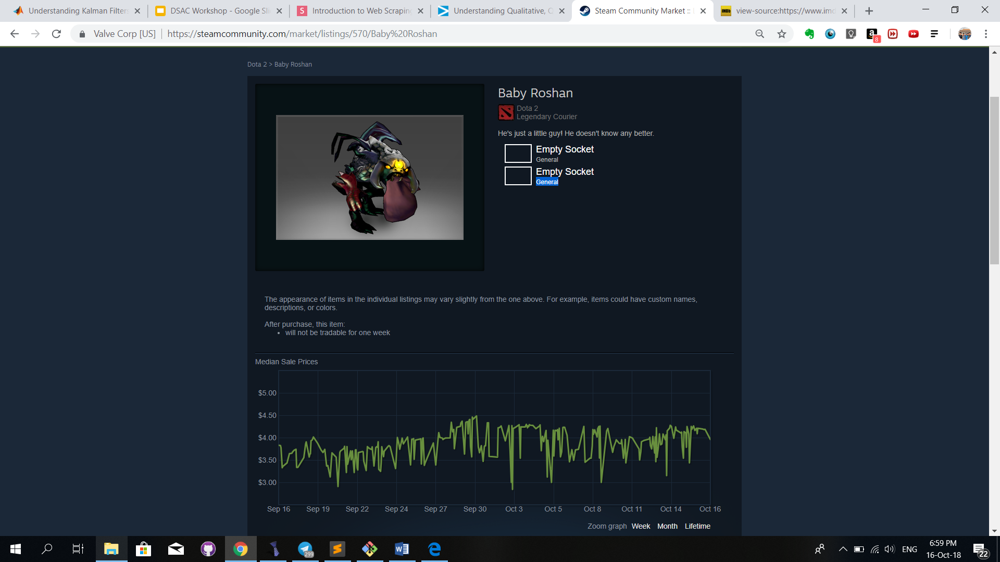 Understanding Kalman Filters
DSAC Workshop - Google Sli
S
Introduction to Web Scraping
Understanding Qualitative, Q
Steam Community Market ::
IMDb
view-source:https://www.imd
Valve Corp [US]
https://steamcommunity.com/market/listings/570/Baby%20Roshan
a
8
Dota 2 > Baby Roshan
Baby Roshan
Dota 2
Legendary Courier
He's just a little guy! He doesn't know any better.
Empty Socket
General
Empty Socket
General
The appearance of items in the individual listings may vary slightly from the one above. For example, items could have custom names,
descriptions, or colors.
After purchase, this item:
• will not be tradable for one week
Median Sale Prices
$5.00
$4.50
$4.00
$3.50
$3.00
Sep 16 Sep 19 Sep 22 Sep 24 Sep 27 Sep 30 Oct 3 Oct 5 Oct 8 Oct 11 Oct 14 Oct 16
Zoom graph Week Month Lifetime
299
ENG
6:59 PM
16-Oct-18
22